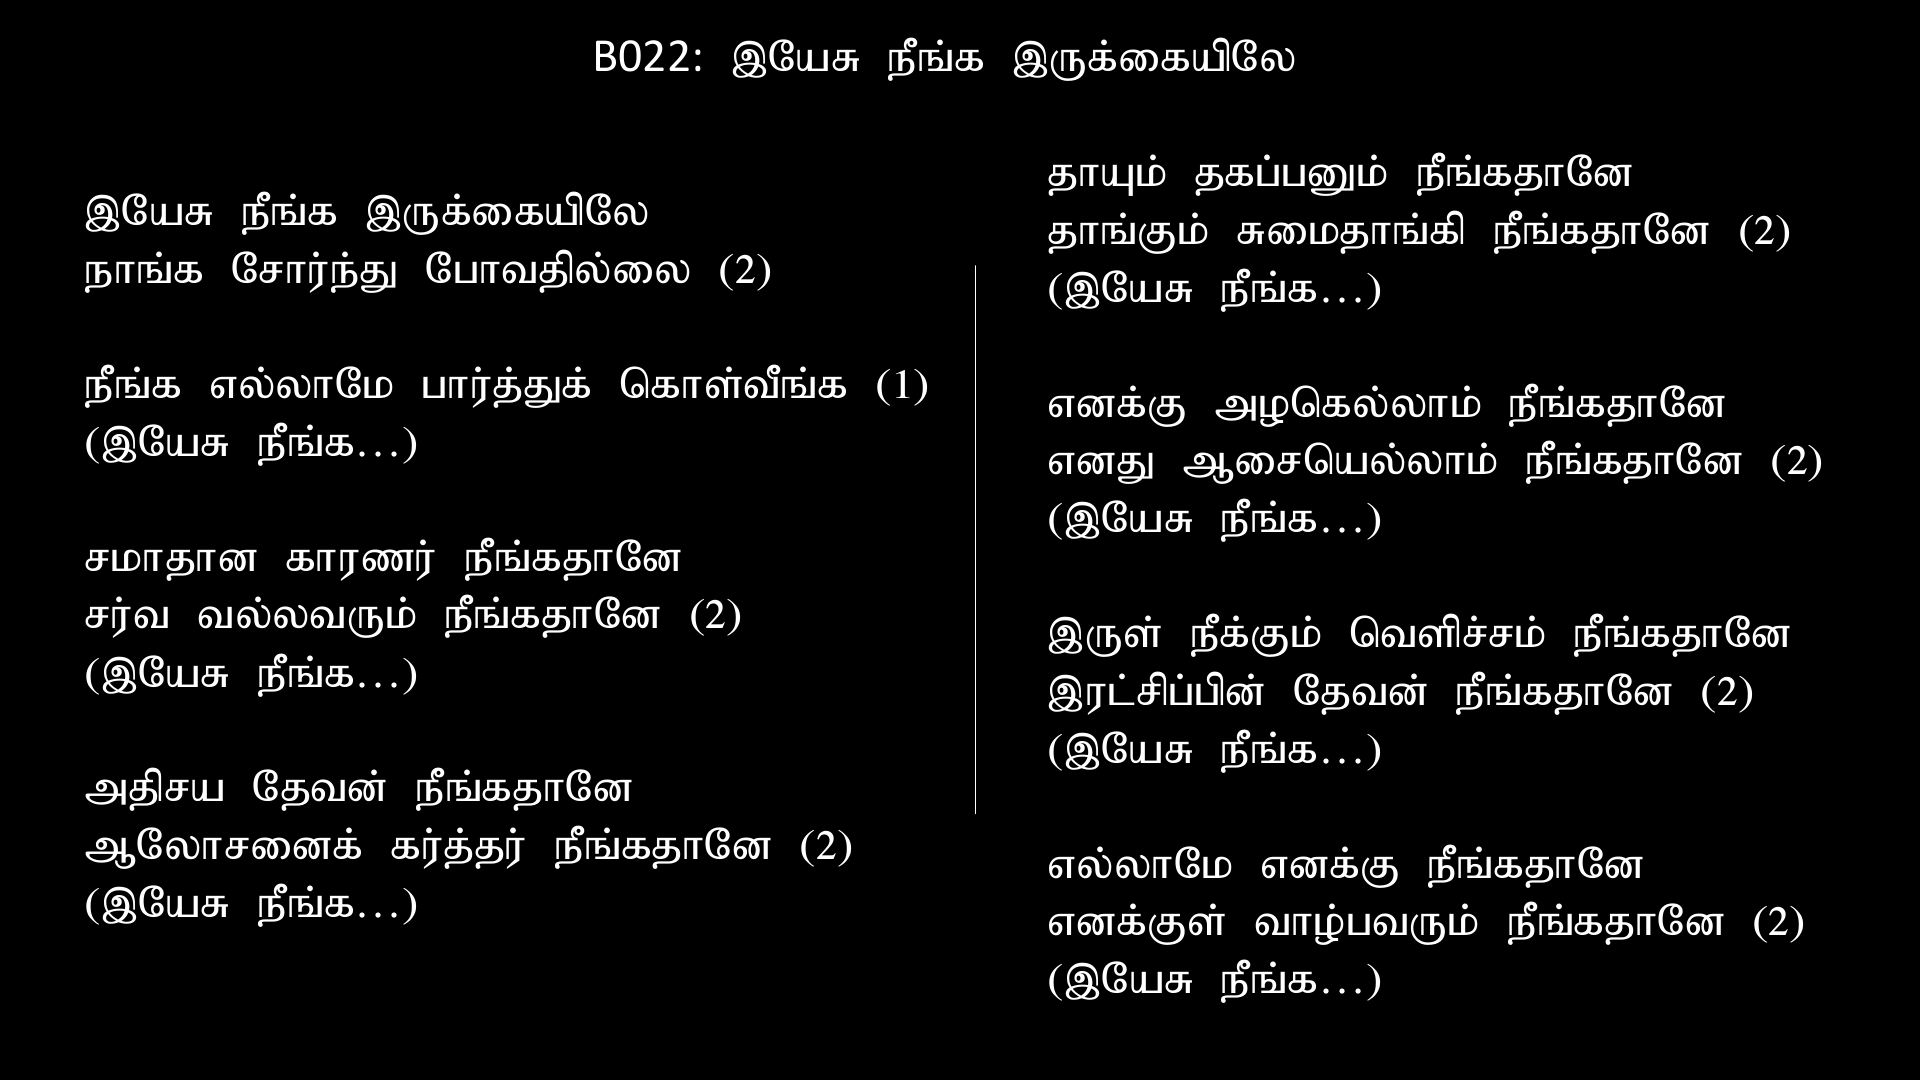 B022: இயேசு நீங்க இருக்கையிலே
இயேசு நீங்க இருக்கையிலே
நாங்க சோர்ந்து போவதில்லை (2)
நீங்க எல்லாமே பார்த்துக் கொள்வீங்க (1)
(இயேசு நீங்க...)
சமாதான காரணர் நீங்கதானே
சர்வ வல்லவரும் நீங்கதானே (2)
(இயேசு நீங்க...)
அதிசய தேவன் நீங்கதானே
ஆலோசனைக் கர்த்தர் நீங்கதானே (2)
(இயேசு நீங்க...)
தாயும் தகப்பனும் நீங்கதானே
தாங்கும் சுமைதாங்கி நீங்கதானே (2)
(இயேசு நீங்க...)
எனக்கு அழகெல்லாம் நீங்கதானே
எனது ஆசையெல்லாம் நீங்கதானே (2)
(இயேசு நீங்க...)
இருள் நீக்கும் வெளிச்சம் நீங்கதானே
இரட்சிப்பின் தேவன் நீங்கதானே (2)
(இயேசு நீங்க...)
எல்லாமே எனக்கு நீங்கதானே
எனக்குள் வாழ்பவரும் நீங்கதானே (2)
(இயேசு நீங்க...)